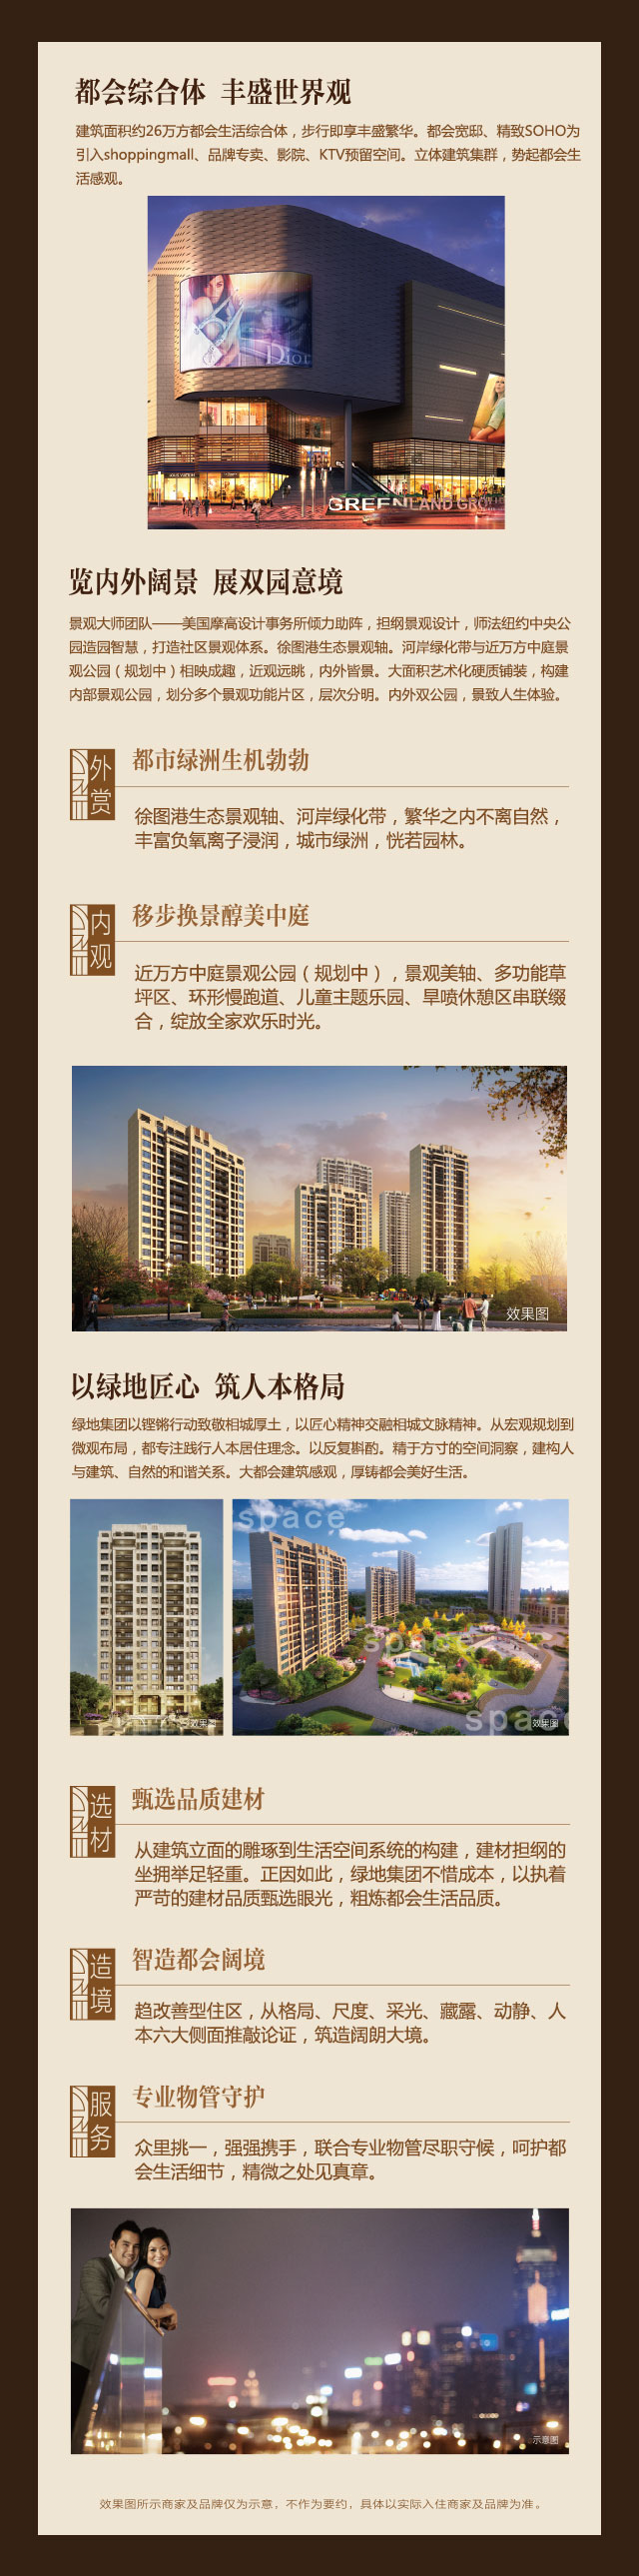 都会综合体 丰盛世界观
建筑面积约26万方都会生活综合体，步行即享丰盛繁华。都会宽邸、精致SOHO为
引入shoppingmall、品牌专卖、影院、KTV预留空间。立体建筑集群，势起都会生
活感观。
Dior
GREENLAND GROUP
览内外阔景 展双园意境
景观大师团队——美国摩高设计事务所倾力助阵，担纲景观设计，师法纽约中央公
园造园智慧，打造社区景观体系。徐图港生态景观轴。河岸绿化带与近万方中庭景
观公园（规划中）相映成趣，近观远眺，内外皆景。大面积艺术化硬质铺装，构建
内部景观公园，划分多个景观功能片区，层次分明。内外双公园，景致人生体验。
外赏
都市绿洲生机勃勃
徐图港生态景观轴、河岸绿化带，繁华之内不离自然，
丰富负氧离子浸润，城市绿洲，恍若园林。
内观
移步换景醇美中庭
近万方中庭景观公园（规划中），景观美轴、多功能草
坪区、环形慢跑道、儿童主题乐园、旱喷休憩区串联缀
合，绽放全家欢乐时光。
效果图
以绿地匠心 筑人本格局
绿地集团以铿锵行动致敬相城厚土，以匠心精神交融相城文脉精神。从宏观规划到
微观布局，都专注践行人本居住理念。以反复斟酌。精于方寸的空间洞察，建构人
与建筑、自然的和谐关系。大都会建筑感观，厚铸都会美好生活。
space
space
space
效果图
效果图
选材
甄选品质建材
从建筑立面的雕琢到生活空间系统的构建，建材担纲的
坐拥举足轻重。正因如此，绿地集团不惜成本，以执着
严苛的建材品质甄选眼光，粗炼都会生活品质。
造境
智造都会阔境
趋改善型住区，从格局、尺度、采光、藏露、动静、人
本六大侧面推敲论证，筑造阔朗大境。
服务
专业物管守护
众里挑一，强强携手，联合专业物管尽职守候，呵护都
会生活细节，精微之处见真章。
示意图
效果图所示商家及品牌仅为示意，不作为要约，具体以实际入住商家及品牌为准。